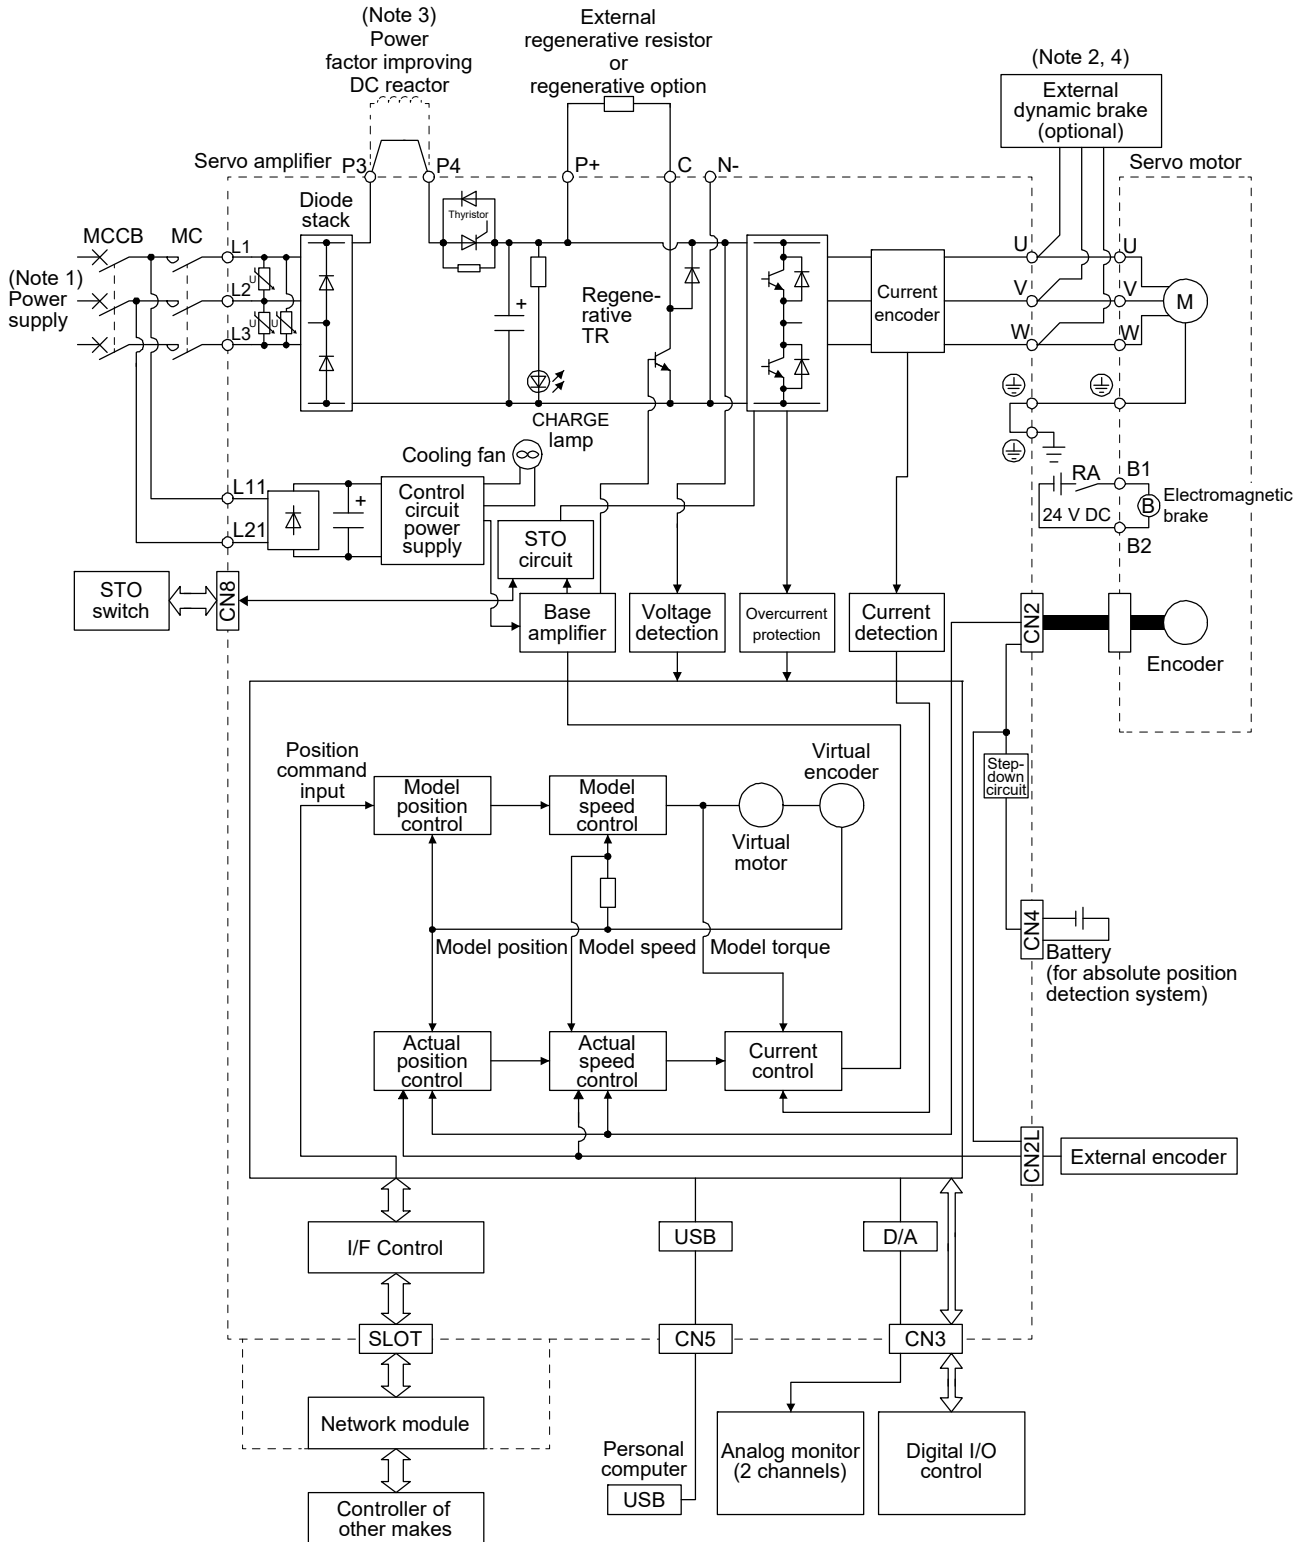 (Note 3)
Power
factor improving
DC reactor
External
regenerative resistor
or
regenerative option
(Note 2, 4)
External
dynamic brake
(optional)
Servo amplifier
P3
P4
P+
C
N-
Servo motor
Diode
stack
Thyristor
MCCB
MC
L1
L2
L3
U
U
U
(Note 1)
Power
supply
+
Regene-
rative
TR
Current
encoder
U
V
W
U
V
W
M
CHARGE
lamp
Cooling fan
L11
L21
+
Control
circuit
power
supply
STO
circuit
RA
24 V DC
B1
B
B2
Electromagnetic
brake
STO
switch
CN8
Base
amplifier
Voltage
detection
Overcurrent
protection
Current
detection
CN2
Encoder
Step-
down
circuit
Position
command
input
Model
position
control
Model
speed
control
Virtual
motor
Virtual
encoder
Model position
Model speed
Model torque
CN4
Battery
(for absolute position
detection system)
Actual
position
control
Actual
speed
control
Current
control
CN2L
External encoder
I/F Control
USB
D/A
SLOT
CN5
CN3
Network module
Personal
computer
USB
Analog monitor
(2 channels)
Digital I/O
control
Controller of
other makes